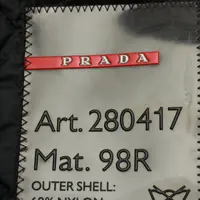 PRADA
Art. 280417
Mat. 98R
OUTER SHELL: